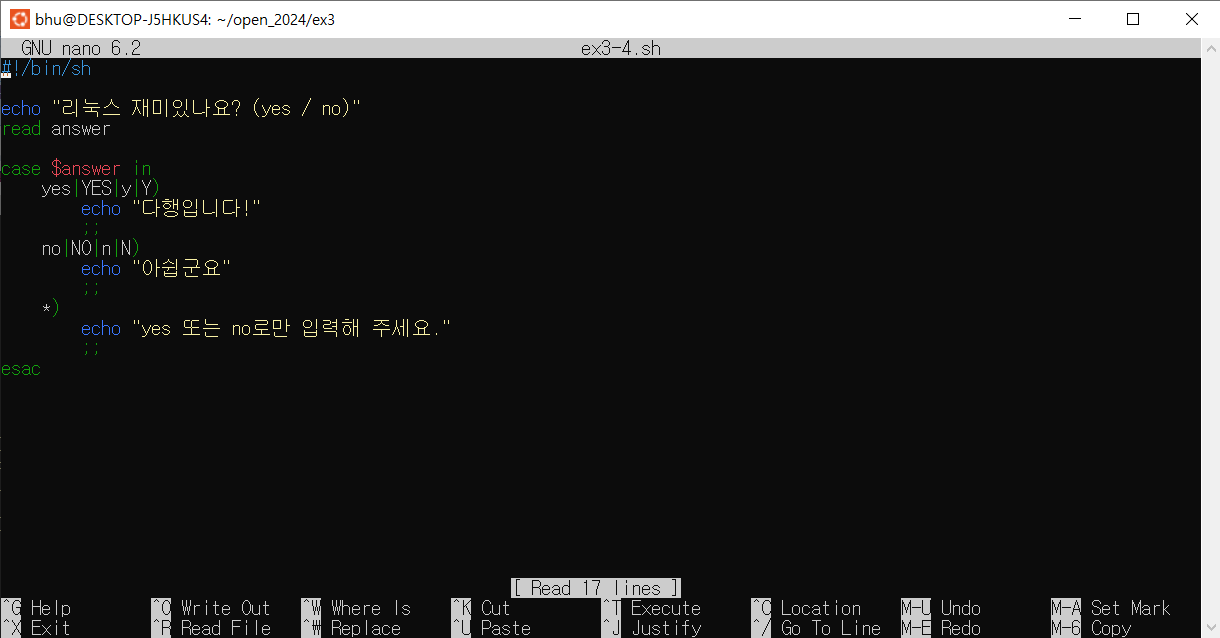 bhu@DESKTOP-J5HKUS4: ~/open_2024/ex3
GNU nano 6.2 ex3-4.sh
#!/bin/sh
echo "리눅스 재미있나요? (yes / no)"
read answer
case $answer in
yes|YES|y|Y)
echo "다행입니다!"
;;
no|NO|n|N)
echo "아쉽군요"
;;
*)
echo "yes 또는 no로만 입력해 주세요."
;;
esac
[ Read 17 lines ]
^G Help ^O Write Out ^W Where Is ^K Cut ^T Execute ^C Location M-U Undo M-A Set Mark
^X Exit ^R Read File ^₩ Replace ^U Paste ^J Justify ^/ Go To Line M-E Redo M-6 Copy